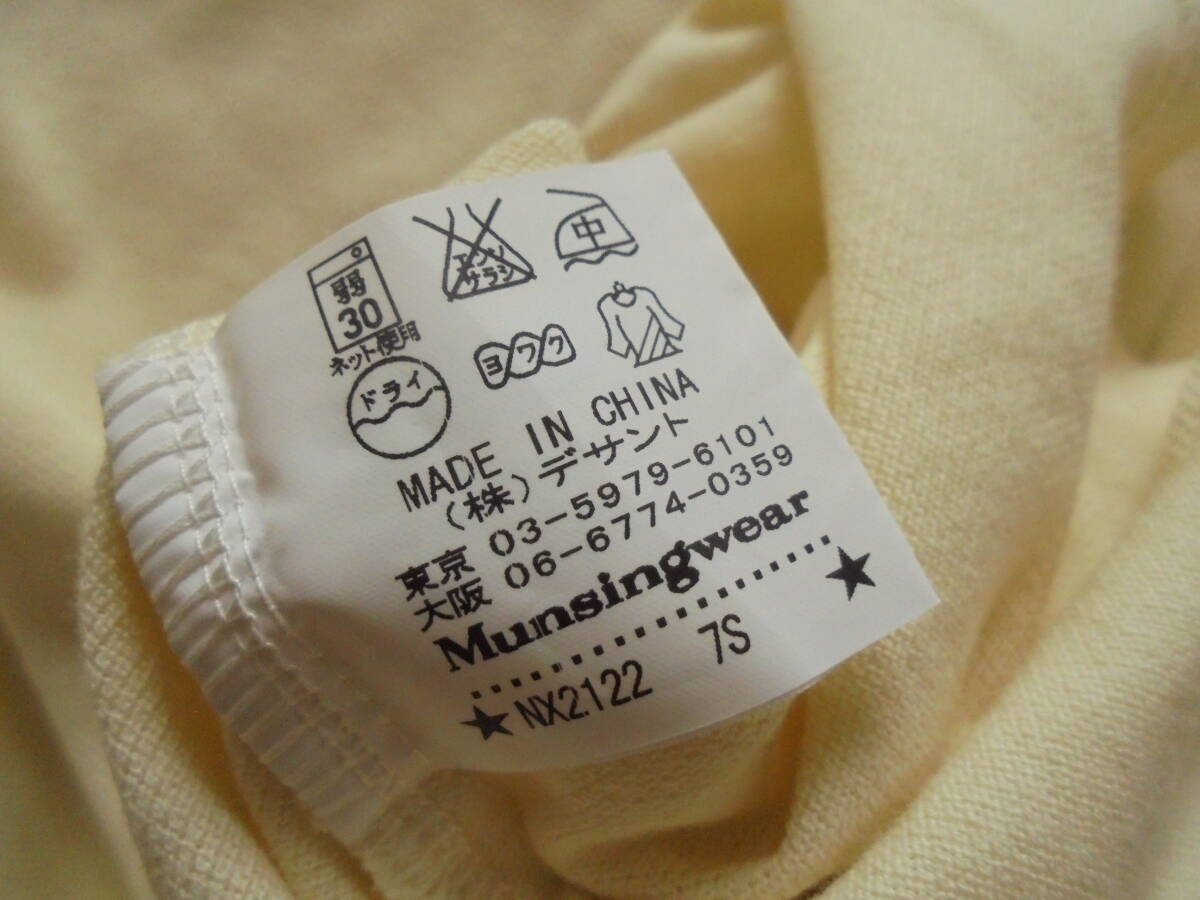 弱
30
ネット使用
エンソ
サラシ
中
ドライ
ヨワク
MADE IN CHINA
(株)デサント
東京 03-5979-6101
大阪 06-6774-0359
Munsingwear
★NX2122 7S ★